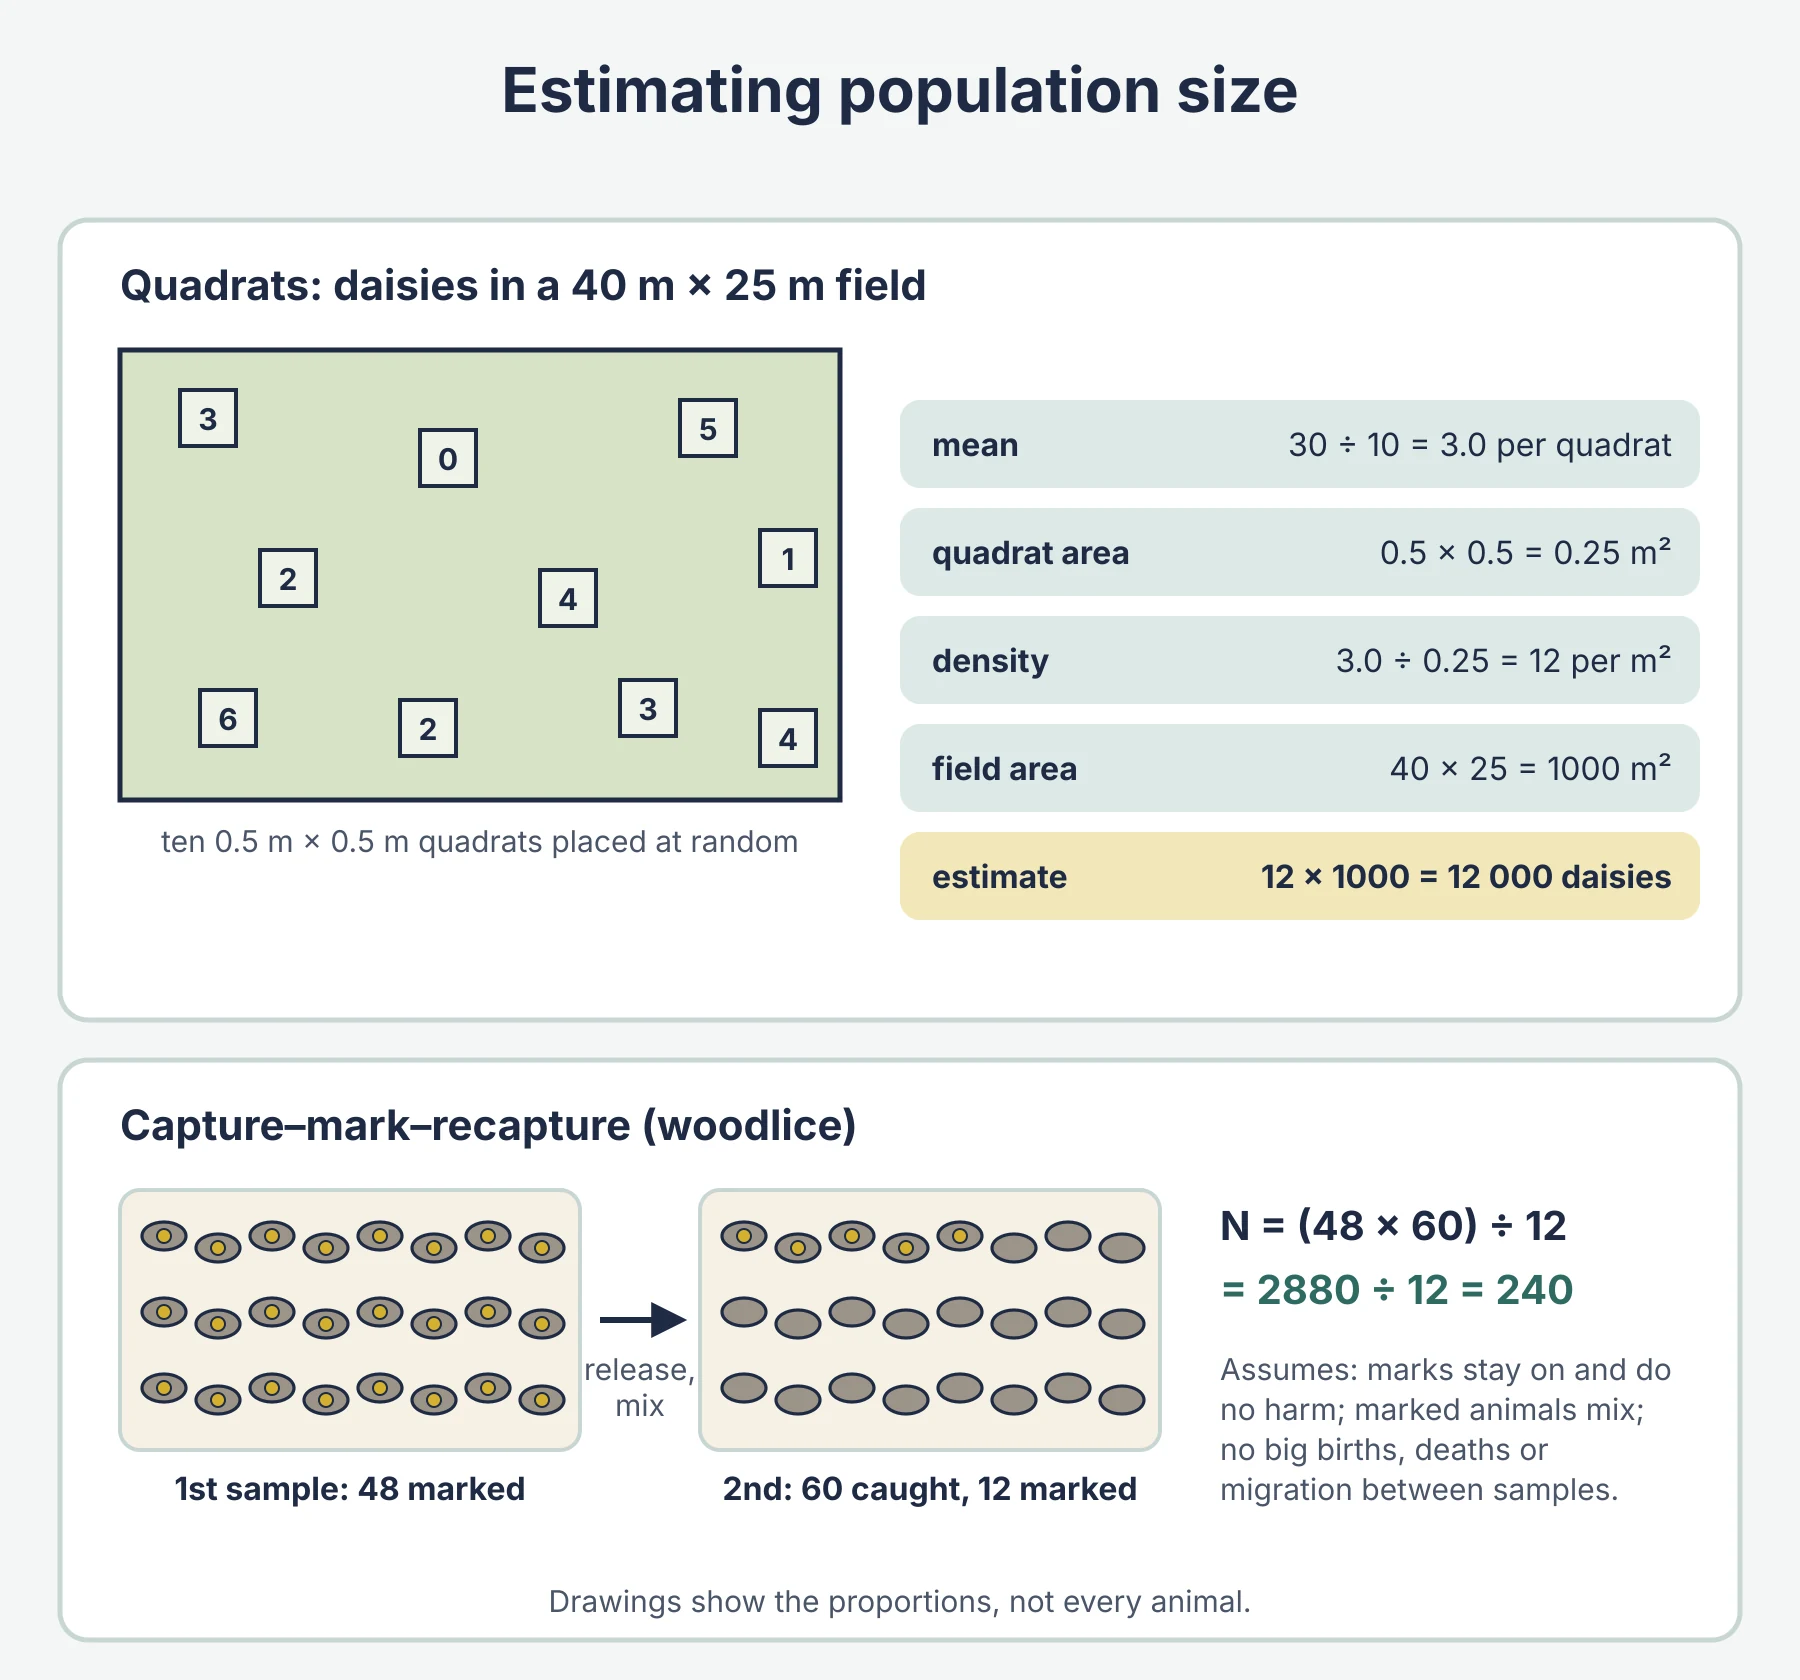 Estimating population size
Quadrats: daisies in a 40 m × 25 m field
3
0
5
2
4
1
6
2
3
4
ten 0.5 m × 0.5 m quadrats placed at random
mean 30 ÷ 10 = 3.0 per quadrat
quadrat area 0.5 × 0.5 = 0.25 m²
density 3.0 ÷ 0.25 = 12 per m²
field area 40 × 25 = 1000 m²
estimate 12 × 1000 = 12 000 daisies
Capture–mark–recapture (woodlice)
release,
mix
1st sample: 48 marked
2nd: 60 caught, 12 marked
N = (48 × 60) ÷ 12
= 2880 ÷ 12 = 240
Assumes: marks stay on and do
no harm; marked animals mix;
no big births, deaths or
migration between samples.
Drawings show the proportions, not every animal.